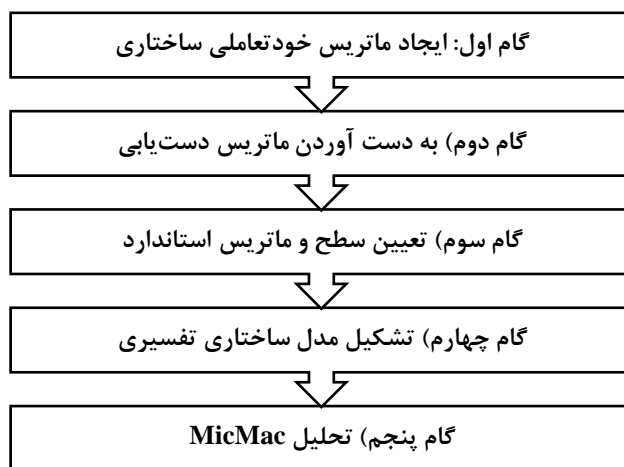 گام اول: ایجاد ماتریس خودتعاملی ساختاری
گام دوم) به دست آوردن ماتریس دست‌یابی
گام سوم) تعیین سطح و ماتریس استاندارد
گام چهارم) تشکیل مدل ساختاری تفسیری
گام پنجم) تحلیل MicMac